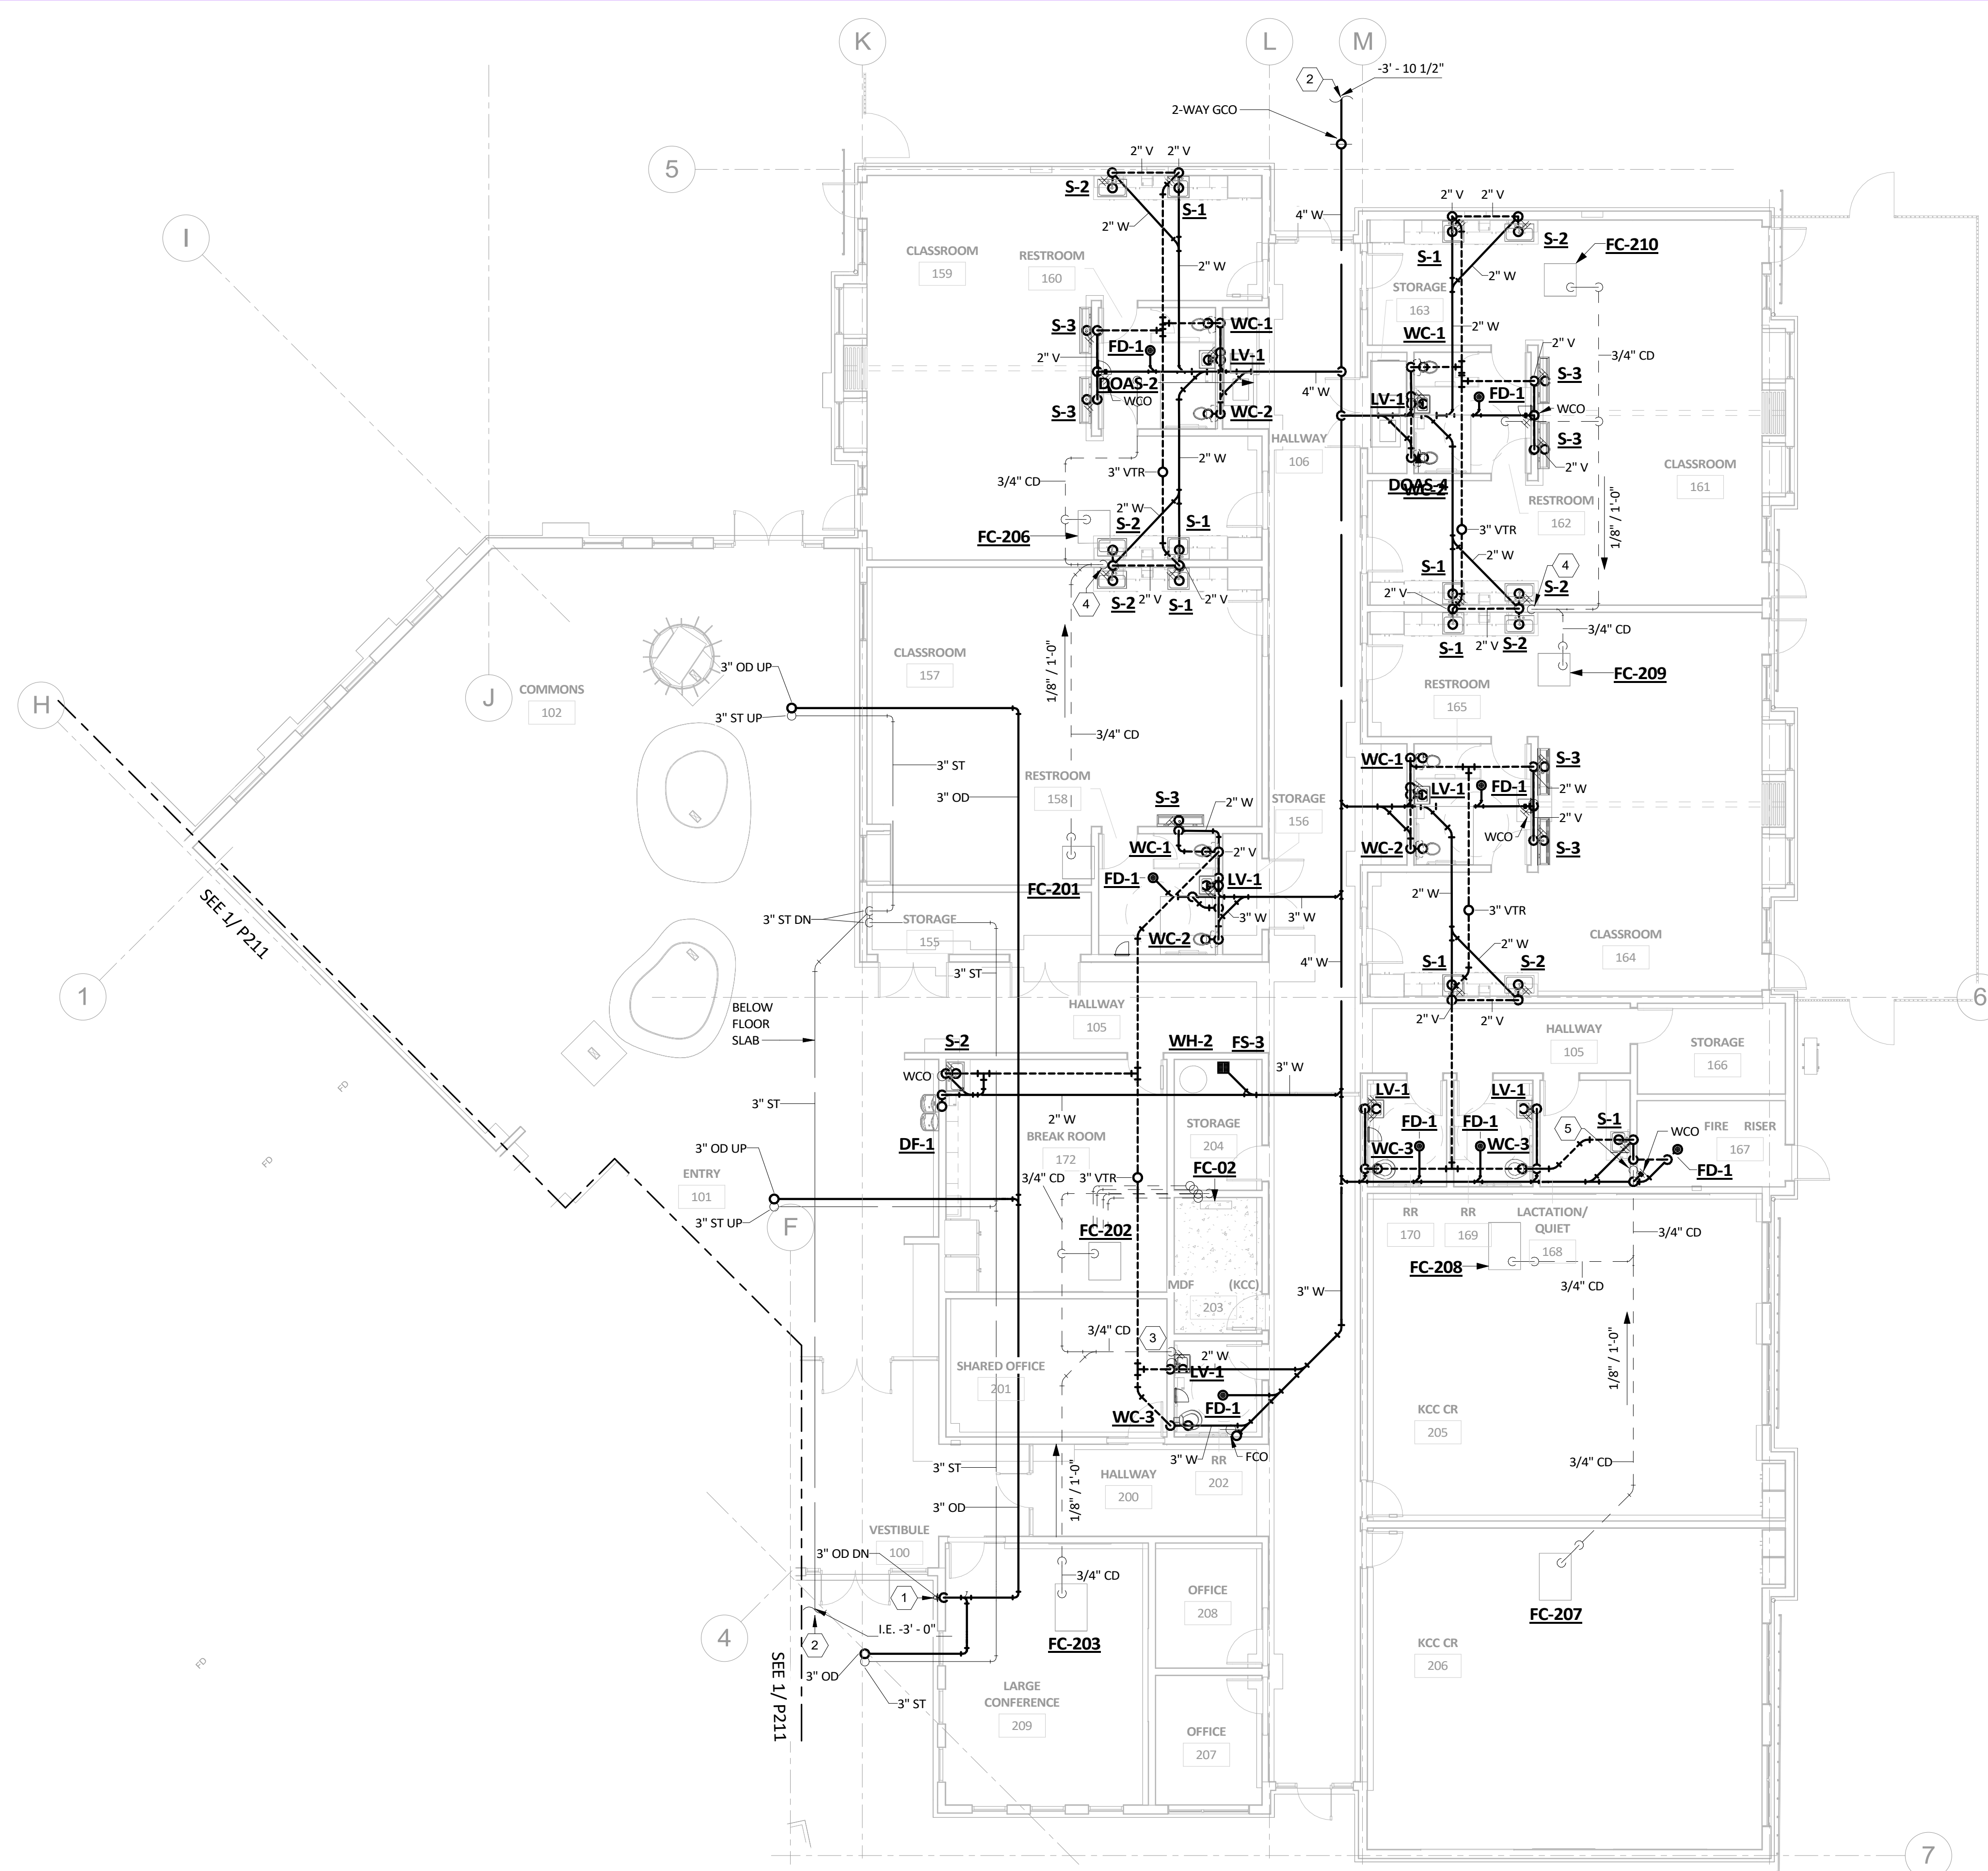 K
L
M
2
-3' - 10 1/2"
2-WAY GCO
5
2" V
2" V
S-2
S-1
2" W
4" W
2" V
2" V
S-2
FC-210
S-1
I
CLASSROOM
159
RESTROOM
160
2" W
2" W
STORAGE
163
S-3
WC-1
FD-1
LV-1
2" V
DOAS-2
WCO
S-3
WC-2
4" W
WC-1
2" W
2" V
3/4" CD
S-3
LV-1
FD-1
WCO
S-3
2" V
HALLWAY
106
2" W
3" VTR
3/4" CD
DOAS-4
WC-2
CLASSROOM
161
RESTROOM
162
2" W
S-2
S-1
FC-206
3" VTR
2" W
1/8" / 1'-0"
S-1
4
S-2
4
S-2
2" V
S-1
2" V
2" V
3/4" CD
S-1
2" V
S-2
CLASSROOM
157
3" OD UP
1/8" / 1'-0"
FC-209
H
J
COMMONS
102
RESTROOM
165
3" ST UP
3/4" CD
3" ST
3" OD
RESTROOM
158
WC-1
S-3
LV-1
FD-1
2" W
S-3
2" W
STORAGE
156
2" V
WCO
WC-1
2" V
WC-2
S-3
FD-1
LV-1
FC-201
2" W
SEE 1/ P211
3" ST DN
STORAGE
155
3" W
3" W
3" VTR
WC-2
CLASSROOM
164
2" W
4" W
S-1
S-2
3" ST
1
6
BELOW
FLOOR
SLAB
HALLWAY
105
2" V
2" V
HALLWAY
105
S-2
WH-2
FS-3
STORAGE
166
WCO
3" W
3" ST
LV-1
LV-1
2" W
DF-1
BREAK ROOM
172
STORAGE
204
FD-1
FD-1
S-1
5
WCO
FIRE RISER
167
3" OD UP
WC-3
WC-3
FD-1
ENTRY
101
3/4" CD
3" VTR
FC-02
3" ST UP
F
FC-202
RR
170
RR
169
LACTATION/
QUIET
168
3/4" CD
FC-208
3/4" CD
MDF (KCC)
203
3" W
3/4" CD
3
2" W
LV-1
SHARED OFFICE
201
1/8" / 1'-0"
FD-1
WC-3
KCC CR
205
3" W
FCO
RR
202
3" ST
1/8" / 1'-0"
HALLWAY
200
3/4" CD
3" OD
VESTIBULE
100
3" OD DN
3/4" CD
1
OFFICE
208
FC-207
I.E. -3' - 0"
4
2
FC-203
KCC CR
206
SEE 1/ P211
3" OD
3" ST
LARGE
CONFERENCE
209
OFFICE
207
7
FD
FD
FD